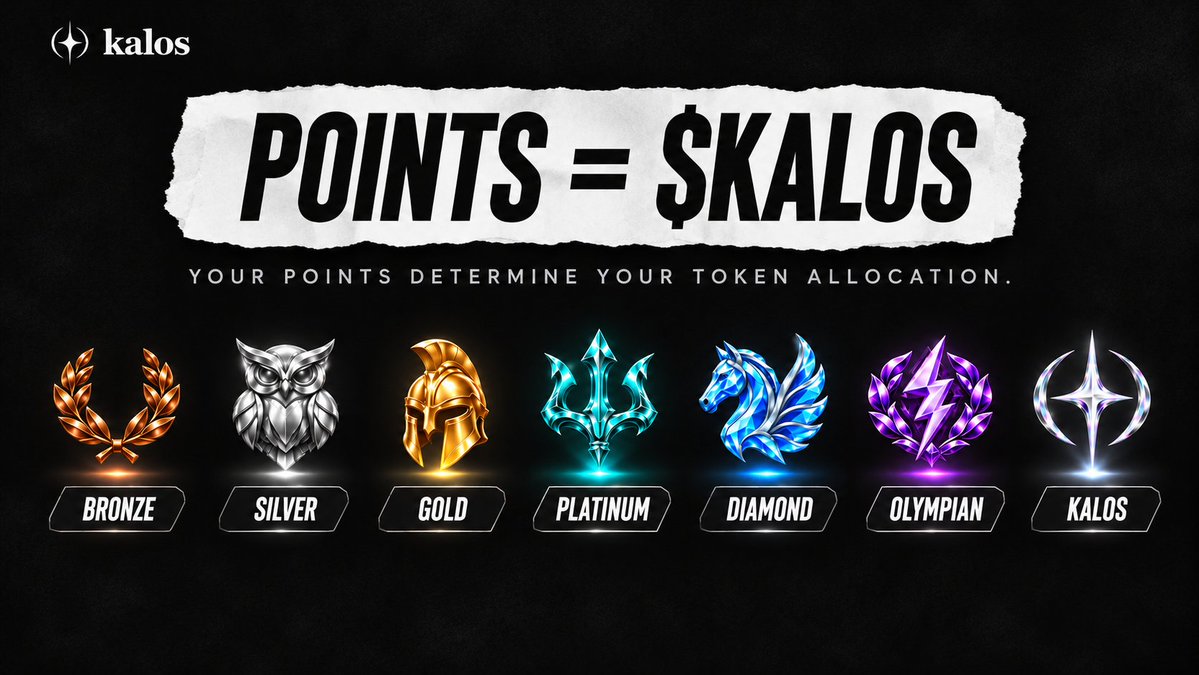 kalos
POINTS = $KALOS
YOUR POINTS DETERMINE YOUR TOKEN ALLOCATION.
BRONZE
SILVER
GOLD
PLATINUM
DIAMOND
OLYMPIAN
KALOS